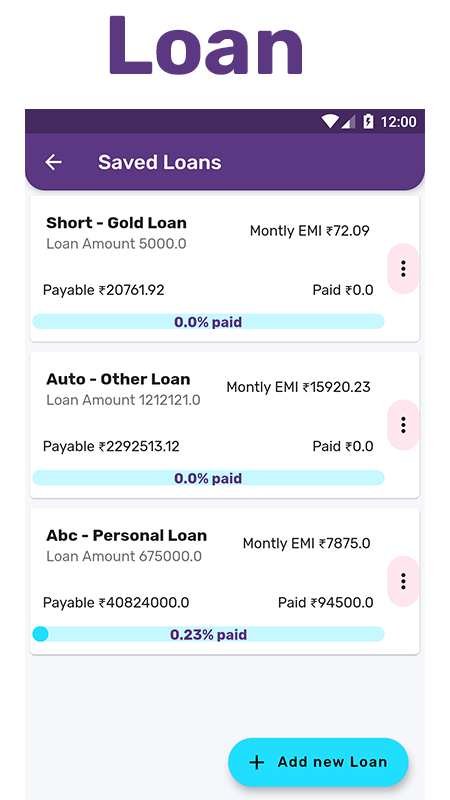 Loan
12:00
Saved Loans
Short - Gold Loan
Montly EMI ₹72.09
Loan Amount 5000.0
Payable ₹20761.92
Paid ₹0.0
0.0% paid
Auto - Other Loan
Montly EMI ₹15920.23
Loan Amount 1212121.0
Payable ₹2292513.12
Paid ₹0.0
0.0% paid
Abc - Personal Loan
Montly EMI ₹7875.0
Loan Amount 675000.0
Payable ₹40824000.0
Paid ₹94500.0
0.23% paid
+ Add new Loan